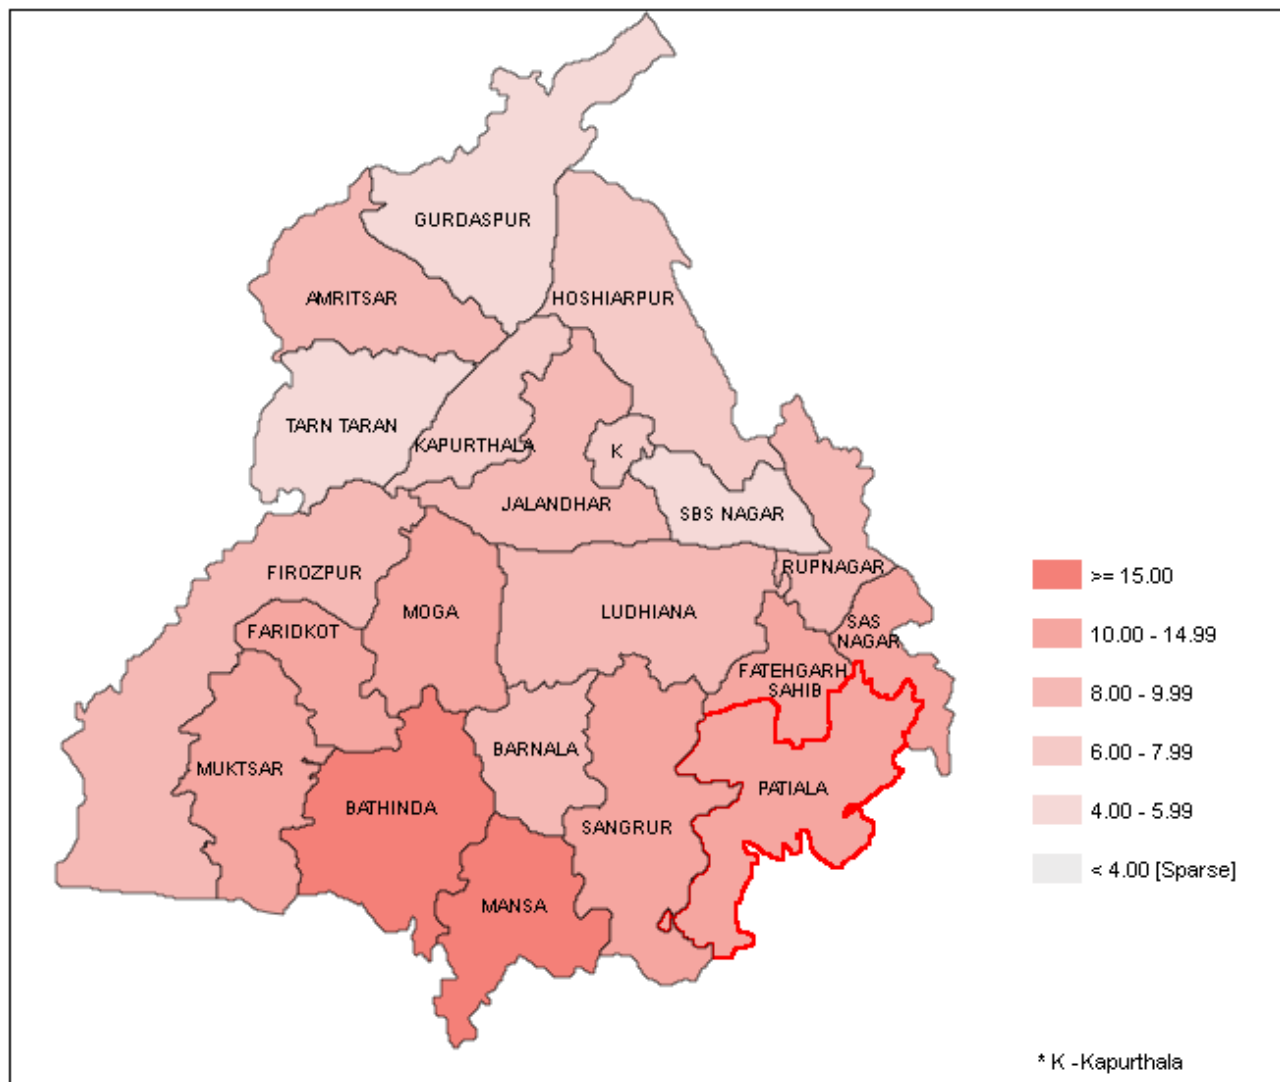 GURDASPUR
AMRITSAR
HOSHIARPUR
TARN TARAN
KAPURTHALA
K
JALANDHAR
SBS NAGAR
FIROZPUR
RUPNAGAR
MOGA
LUDHIANA
FARIDKOT
SAS
NAGAR
FATEHGARH
SAHIB
MUKTSAR
BARNALA
PATIALA
BATHINDA
SANGRUR
MANSA
>= 15.00
10.00 - 14.99
8.00 - 9.99
6.00 - 7.99
4.00 - 5.99
< 4.00 [Sparse]
* K -Kapurthala